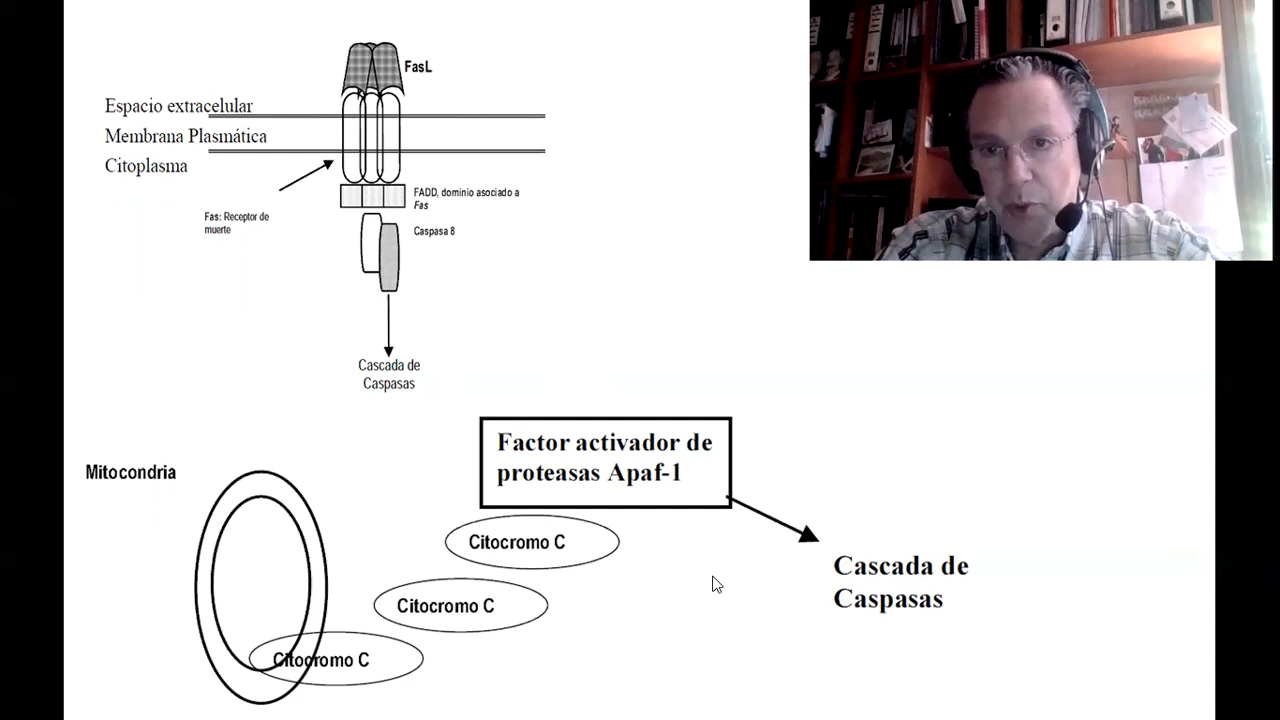 FasL
Espacio extracelular
Membrana Plasmática
Citoplasma
FADD, dominio asociado a
Fas
Fas: Receptor de
muerte
Caspasa 8
Cascada de
Caspasas
Factor activador de
proteasas Apaf-1
Mitocondria
Citocromo C
Citocromo C
Citocromo C
Cascada de
Caspasas